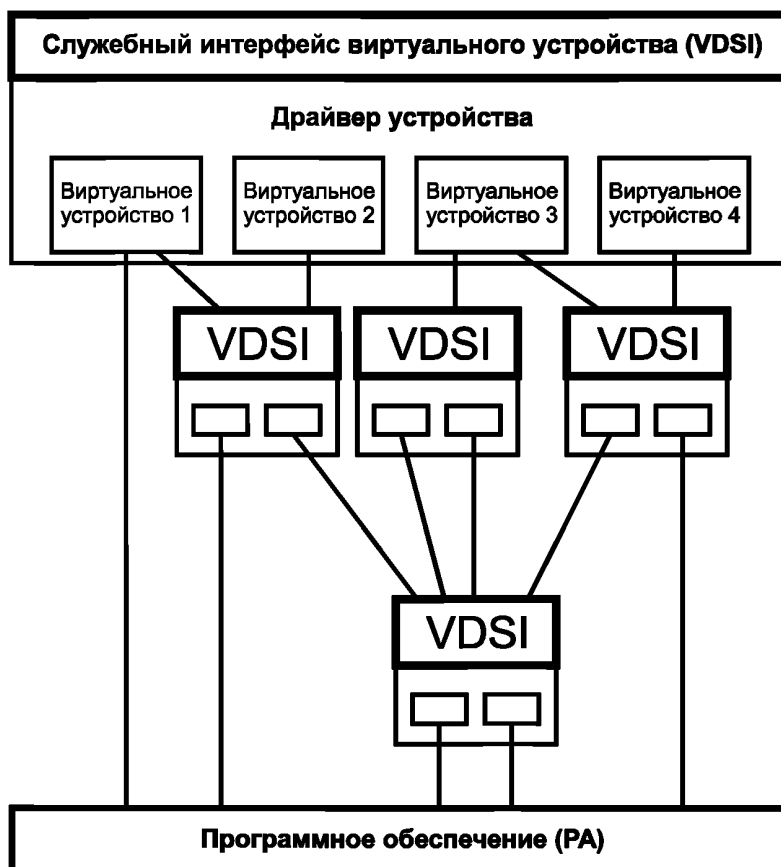 Служебный интерфейс виртуального устройства (VDSI)
Драйвер устройства
Виртуальное устройство 1
Виртуальное устройство 2
Виртуальное устройство 3
Виртуальное устройство 4
VDSI
VDSI
VDSI
VDSI
Программное обеспечение (PA)